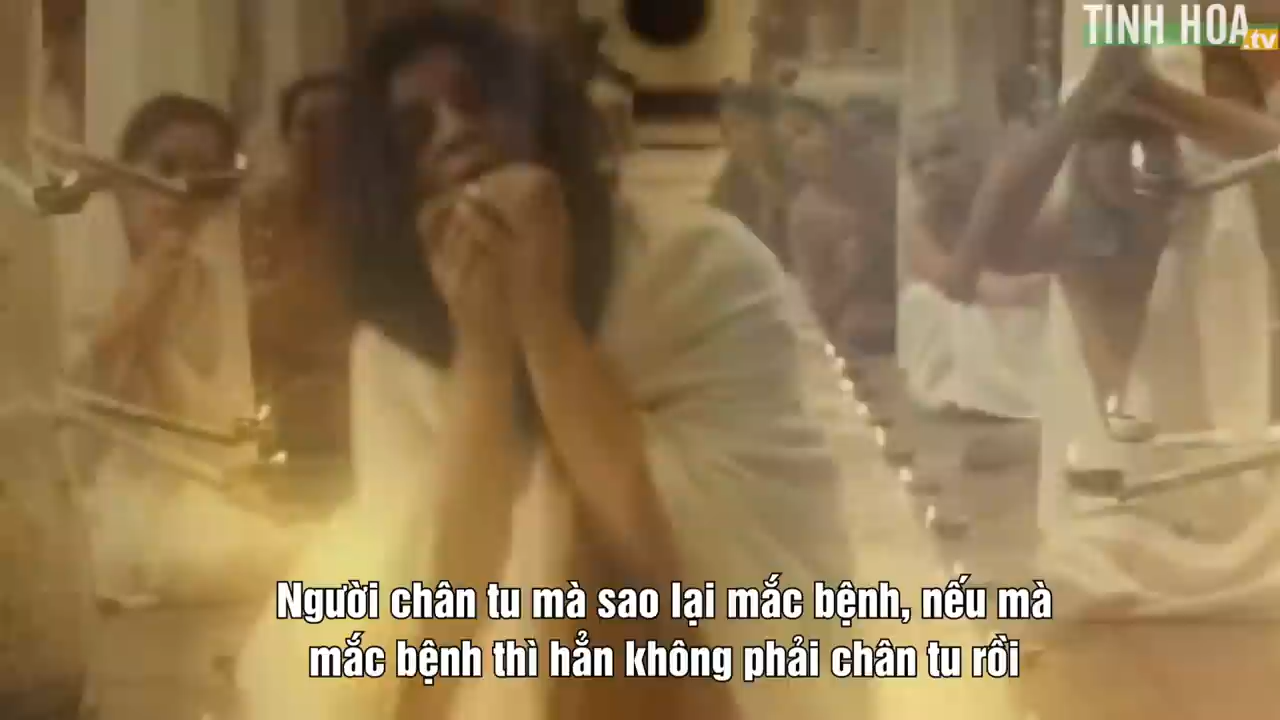 TINH HOA
.tv
Người chân tu mà sao lại mắc bệnh, nếu mà
mắc bệnh thì hẳn không phải chân tu rồi